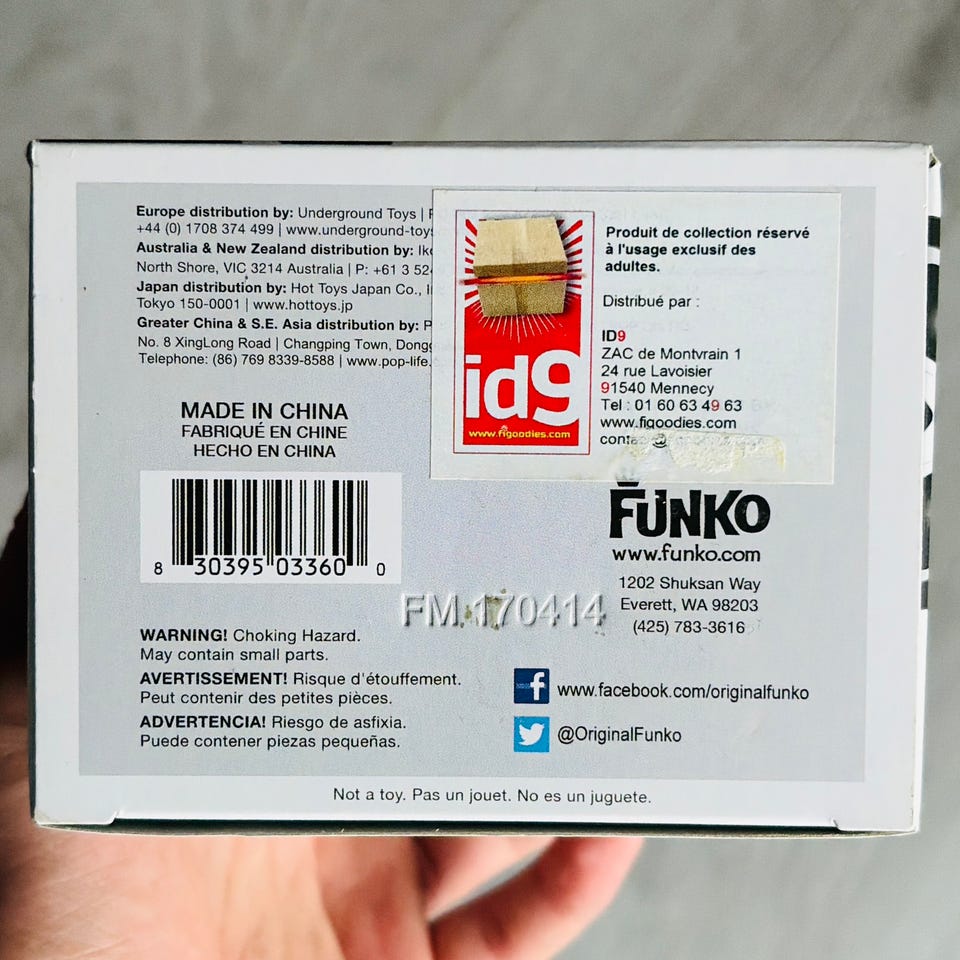 Europe distribution by: Underground Toys |
+44 (0) 1708 374 499 | www.underground-toys
Australia & New Zealand distribution by:
North Shore, VIC 3214 Australia | P: +61 3
Japan distribution by: Hot Toys Japan Co.,
Tokyo 150-0001 | www.hottoys.jp
Greater China & S.E. Asia distribution by:
No. 8 XingLong Road | Changping Town,
Telephone: (86) 769 8339-8588 | www.pop-life.
id9
www.figoodies.com
Produit de collection réservé
à l'usage exclusif des
adultes.
Distribué par :
ID9
ZAC de Montvrain 1
24 rue Lavoisier
91540 Mennecy
Tel : 01 60 63 49 63
www.figoodies.com
MADE IN CHINA
FABRIQUÉ EN CHINE
HECHO EN CHINA
8 30395 03360 0
FUNKO
www.funko.com
1202 Shuksan Way
Everett, WA 98203
(425) 783-3616
FM.170414
WARNING! Choking Hazard.
May contain small parts.
AVERTISSEMENT! Risque d'étouffement.
Peut contenir des petites pièces.
ADVERTENCIA! Riesgo de asfixia.
Puede contener piezas pequeñas.
f www.facebook.com/originalfunko
@OriginalFunko
Not a toy. Pas un jouet. No es un juguete.